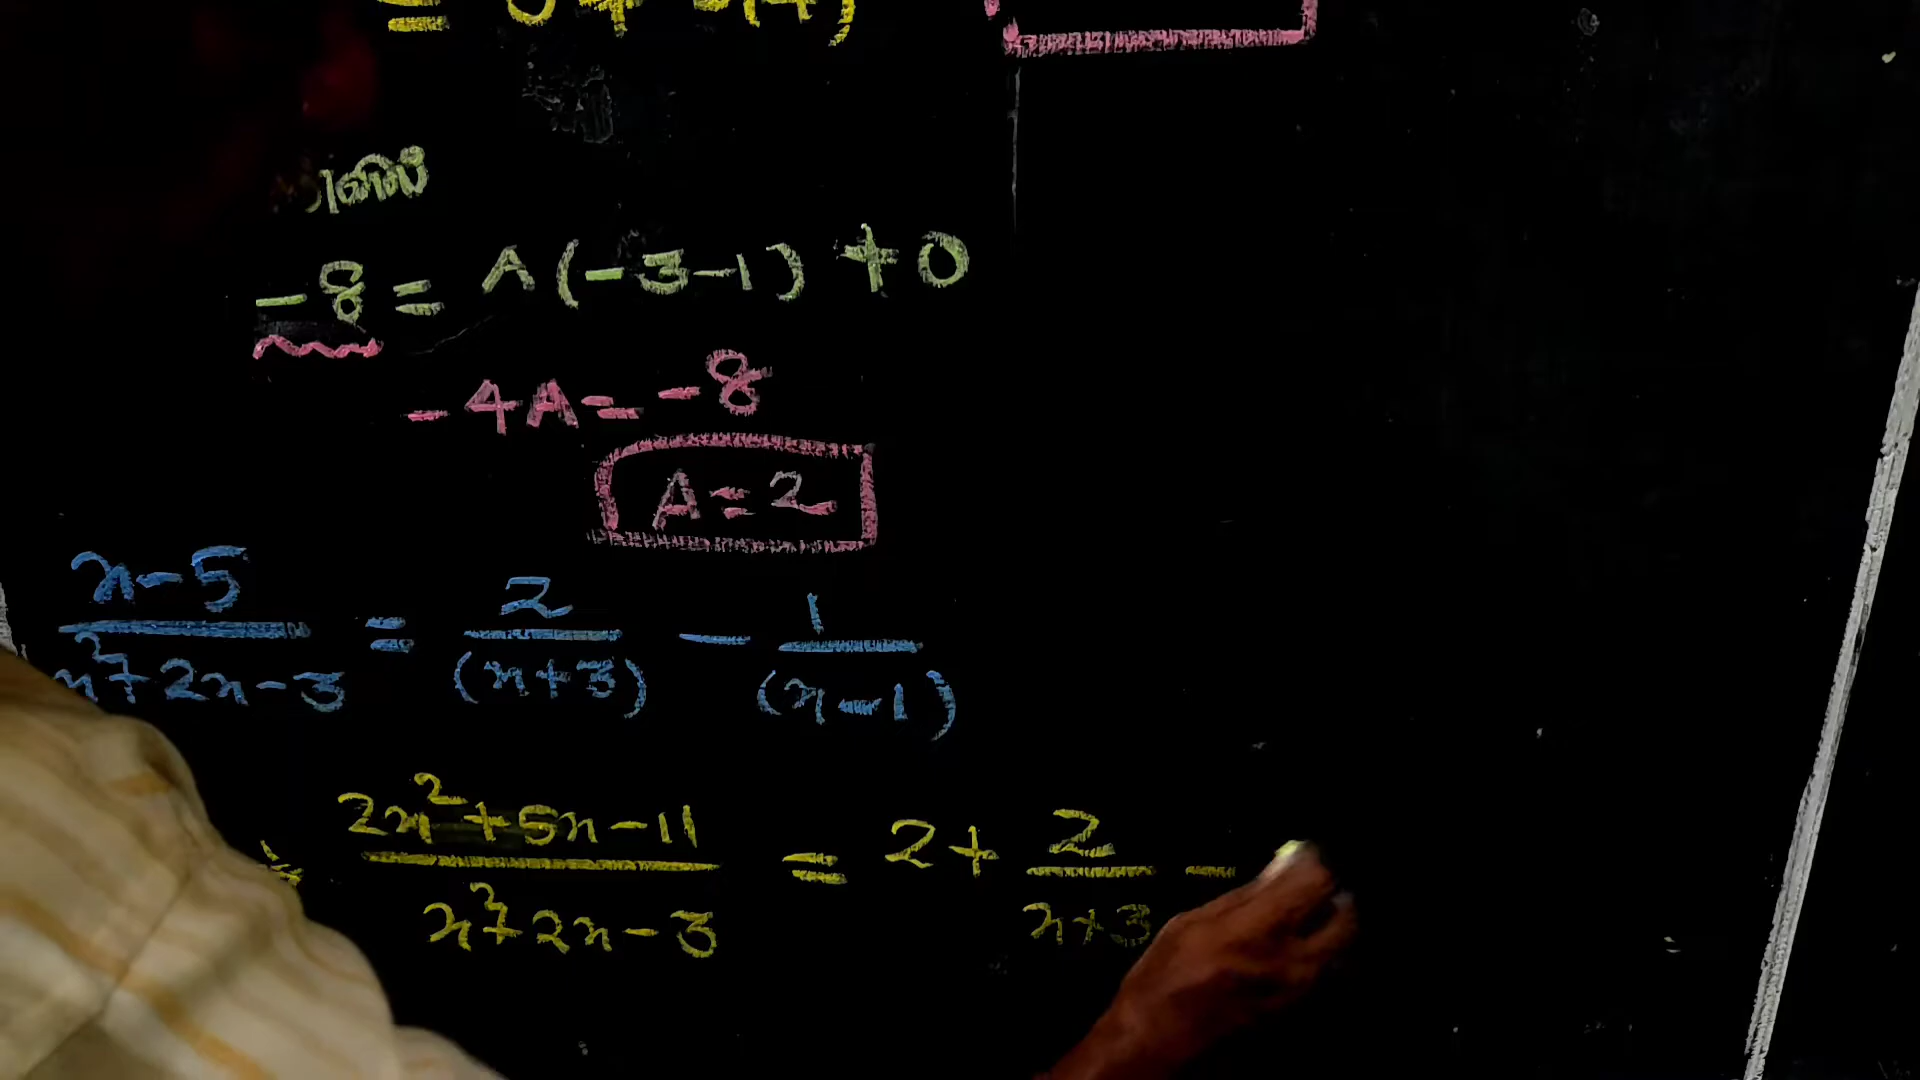 -8 = A(-3-1) + 0
-4A = -8
A = 2
x-5 / x²+2x-3 = 2/(x+3) - 1/(x-1)
2x²+5x-11 / x²+2x-3 = 2 + 2/x+3 -